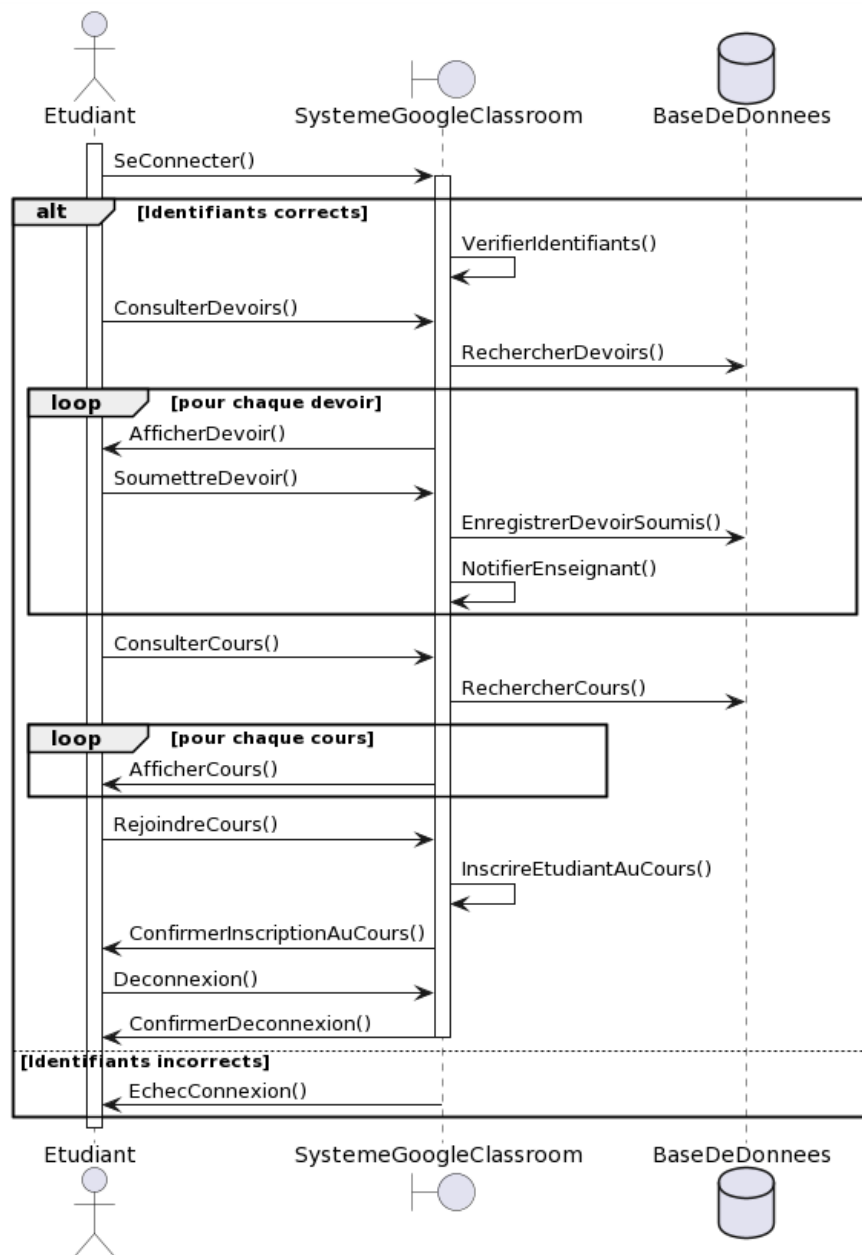 Etudiant SystemeGoogleClassroom BaseDeDonnees
SeConnecter()
alt [Identifiants corrects]
VerifierIdentifiants()
ConsulterDevoirs()
RechercherDevoirs()
loop [pour chaque devoir]
AfficherDevoir()
SoumettreDevoir()
EnregistrerDevoirSoumis()
NotifierEnseignant()
ConsulterCours()
RechercherCours()
loop [pour chaque cours]
AfficherCours()
RejoindreCours()
InscrireEtudiantAuCours()
ConfirmerInscriptionAuCours()
Deconnexion()
ConfirmerDeconnexion()
[Identifiants incorrects]
EchecConnexion()
Etudiant SystemeGoogleClassroom BaseDeDonnees